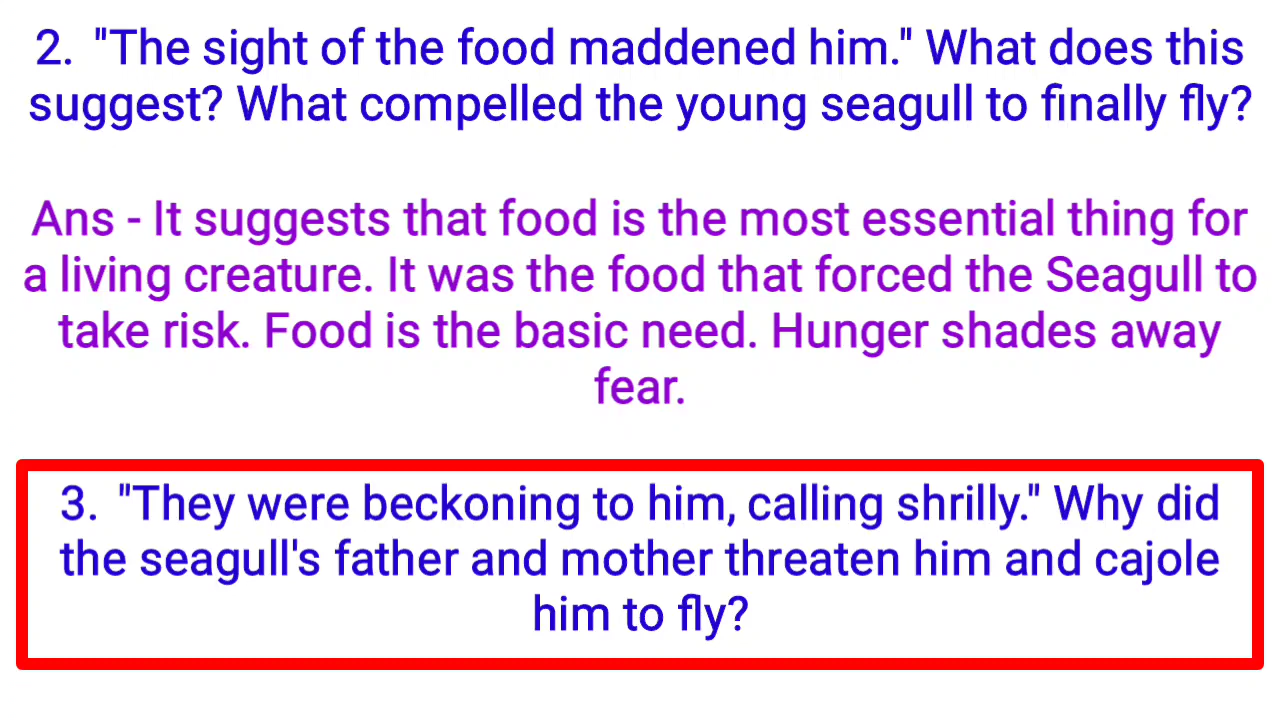 2. "The sight of the food maddened him." What does this
suggest? What compelled the young seagull to finally fly?
Ans - It suggests that food is the most essential thing for
a living creature. It was the food that forced the Seagull to
take risk. Food is the basic need. Hunger shades away
fear.
3. "They were beckoning to him, calling shrilly." Why did
the seagull's father and mother threaten him and cajole
him to fly?